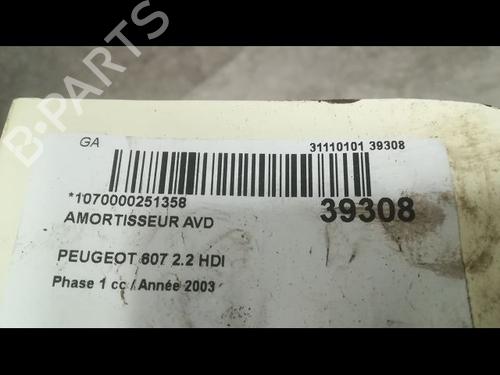 B-PARTS
GA
31110101 39308
*1070000251358
39308
AMORTISSEUR AVD
PEUGEOT 607 2.2 HDI
Phase 1 cc / Année 2003